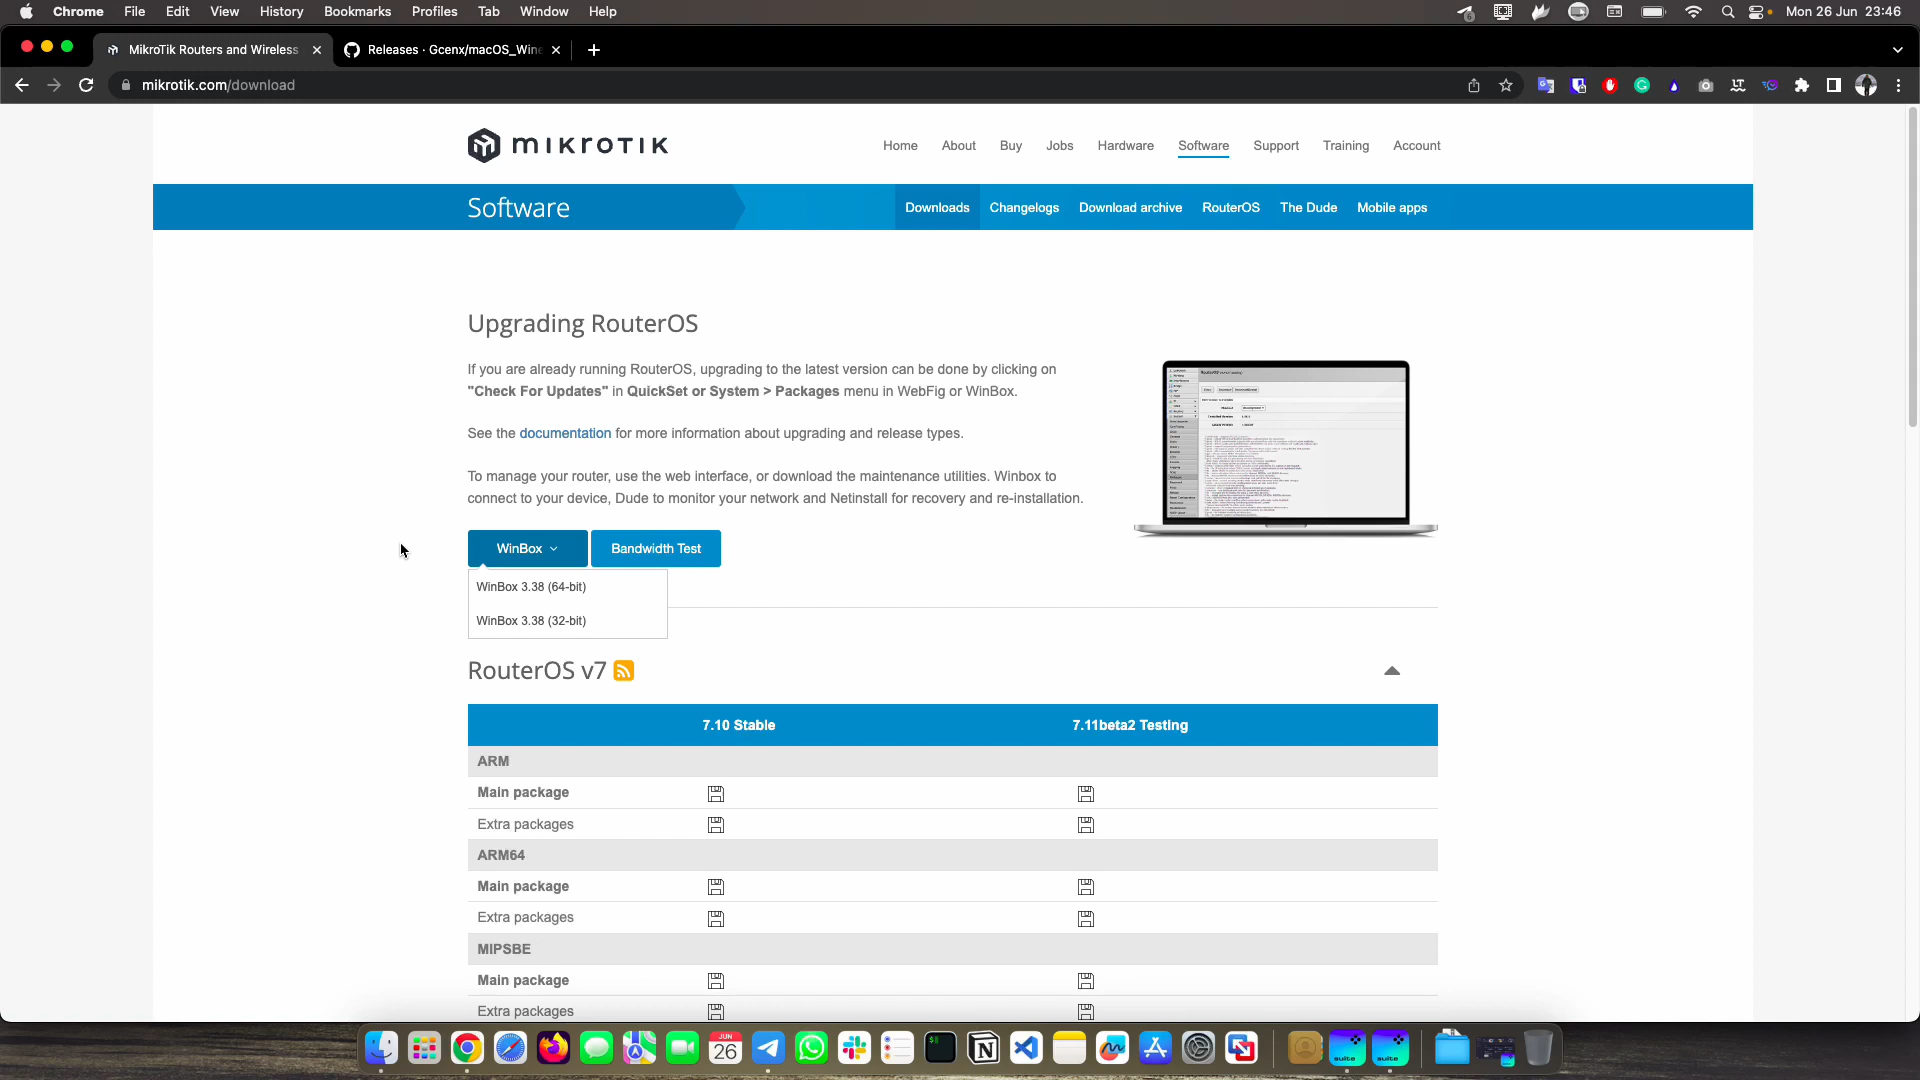 Chrome File Edit View History Bookmarks Profiles Tab Window Help Mon 26 Jun 23:46
MikroTik Routers and Wireless Releases · Gcenx/macOS_Wine
mikrotik.com/download
mikrotik Home About Buy Jobs Hardware Software Support Training Account
Software Downloads Changelogs Download archive RouterOS The Dude Mobile apps
Upgrading RouterOS
If you are already running RouterOS, upgrading to the latest version can be done by clicking on
"Check For Updates" in QuickSet or System > Packages menu in WebFig or WinBox.
See the documentation for more information about upgrading and release types.
To manage your router, use the web interface, or download the maintenance utilities. Winbox to
connect to your device, Dude to monitor your network and Netinstall for recovery and re-installation.
WinBox Bandwidth Test
WinBox 3.38 (64-bit)
WinBox 3.38 (32-bit)
RouterOS v7
7.10 Stable 7.11beta2 Testing
ARM
Main package
Extra packages
ARM64
Main package
Extra packages
MIPSBE
Main package
Extra packages
JUN
26
suite suite